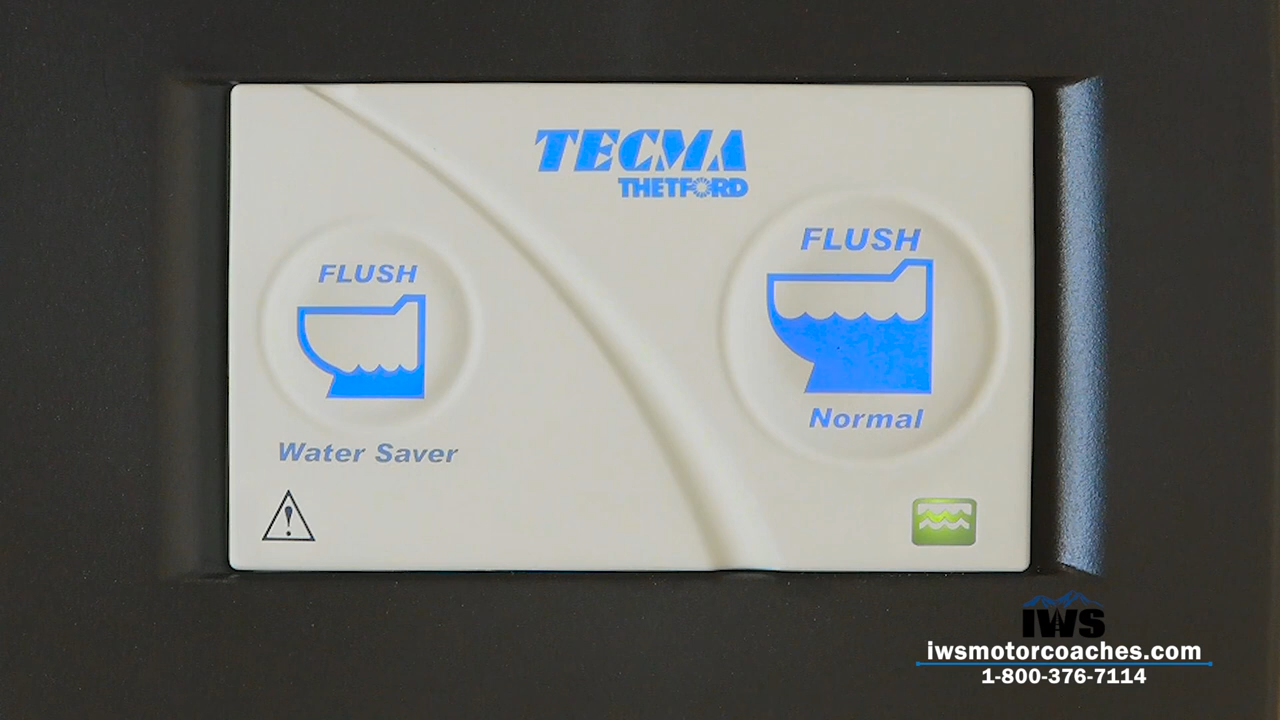 TECMA
THETFORD
FLUSH
Water Saver
FLUSH
Normal
IWS
iwsmotorcoaches.com
1-800-376-7114